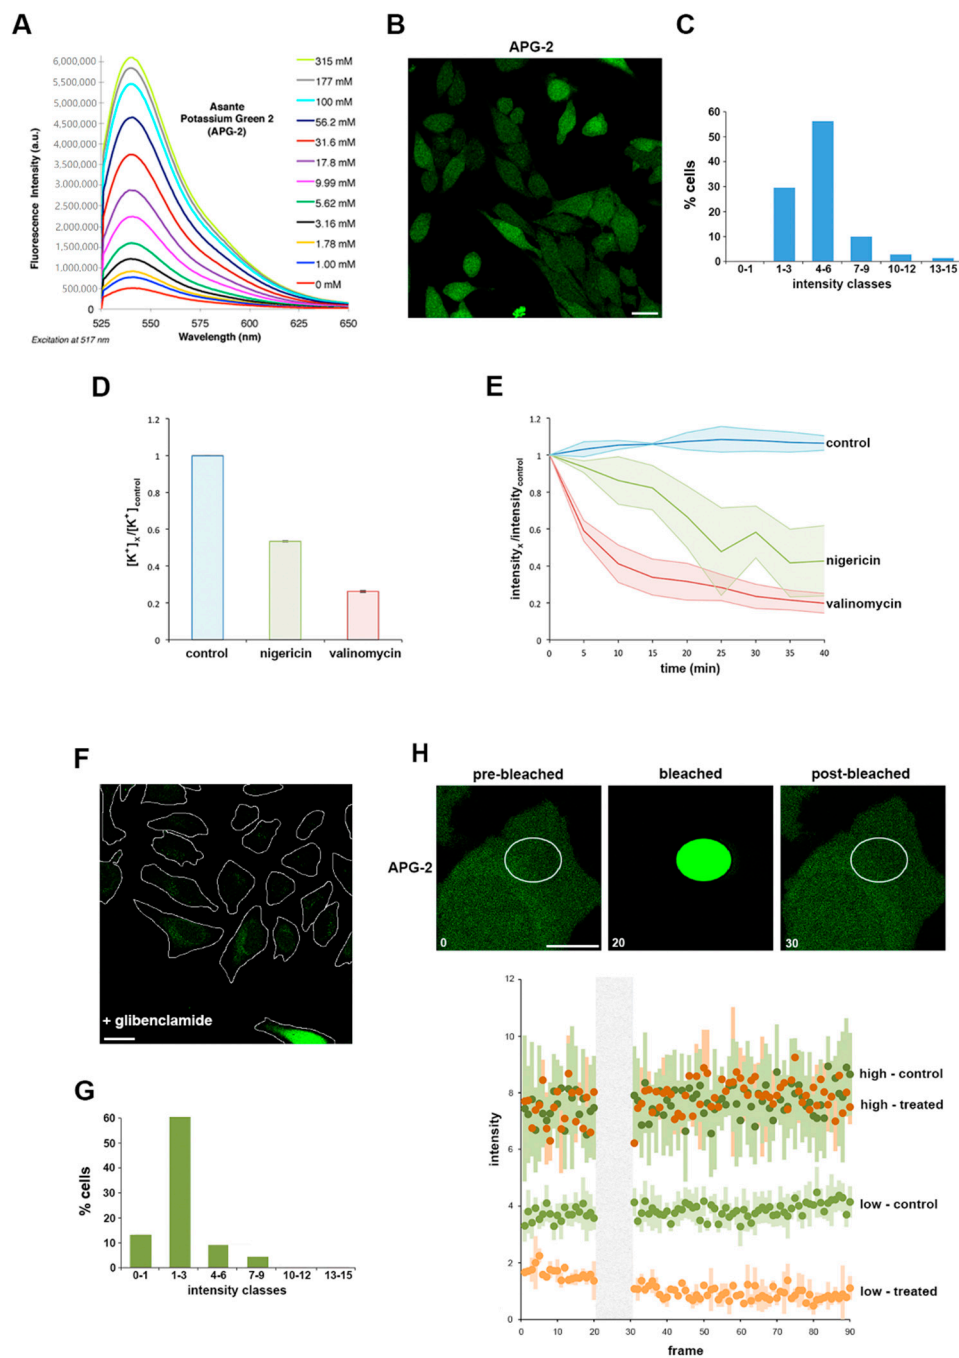 A
6,000,000
5,500,000
5,000,000
4,500,000
4,000,000
3,500,000
3.000,000
2,500,000
2,000,000
1,500,000
1,000,000
500,000
0
Fluorescence Intensity (a.u.)
Asante
Potassium Green 2
(APG-2)
315 mM
177 mM
100 mM
56.2 mM
31.6 mM
17.8 mM
9.99 mM
5.62 mM
3.16 mM
1.78 mM
1.00 mM
0 mM
525 550 575 600 625 650
Wavelength (nm)
Excitation at 517 nm
B
APG-2
C
60
50
40
30
20
10
0
% cells
0-1 1-3 4-6 7-9 10-12 13-15
intensity classes
D
1.2
1
0.8
0.6
0.4
0.2
0
[K+]x/[K+]control
control nigericin valinomycin
E
1.2
1
0.8
0.6
0.4
0.2
0
intensityx/intensitycontrol
control
nigericin
valinomycin
0 5 10 15 20 25 30 35 40
time (min)
F
+ glibenclamide
G
60
50
40
30
20
10
0
% cells
0-1 1-3 4-6 7-9 10-12 13-15
intensity classes
H
pre-bleached bleached post-bleached
APG-2
0 20 30
12
10
8
6
4
2
0
intensity
high - control
high - treated
low - control
low - treated
0 10 20 30 40 50 60 70 80 90
frame